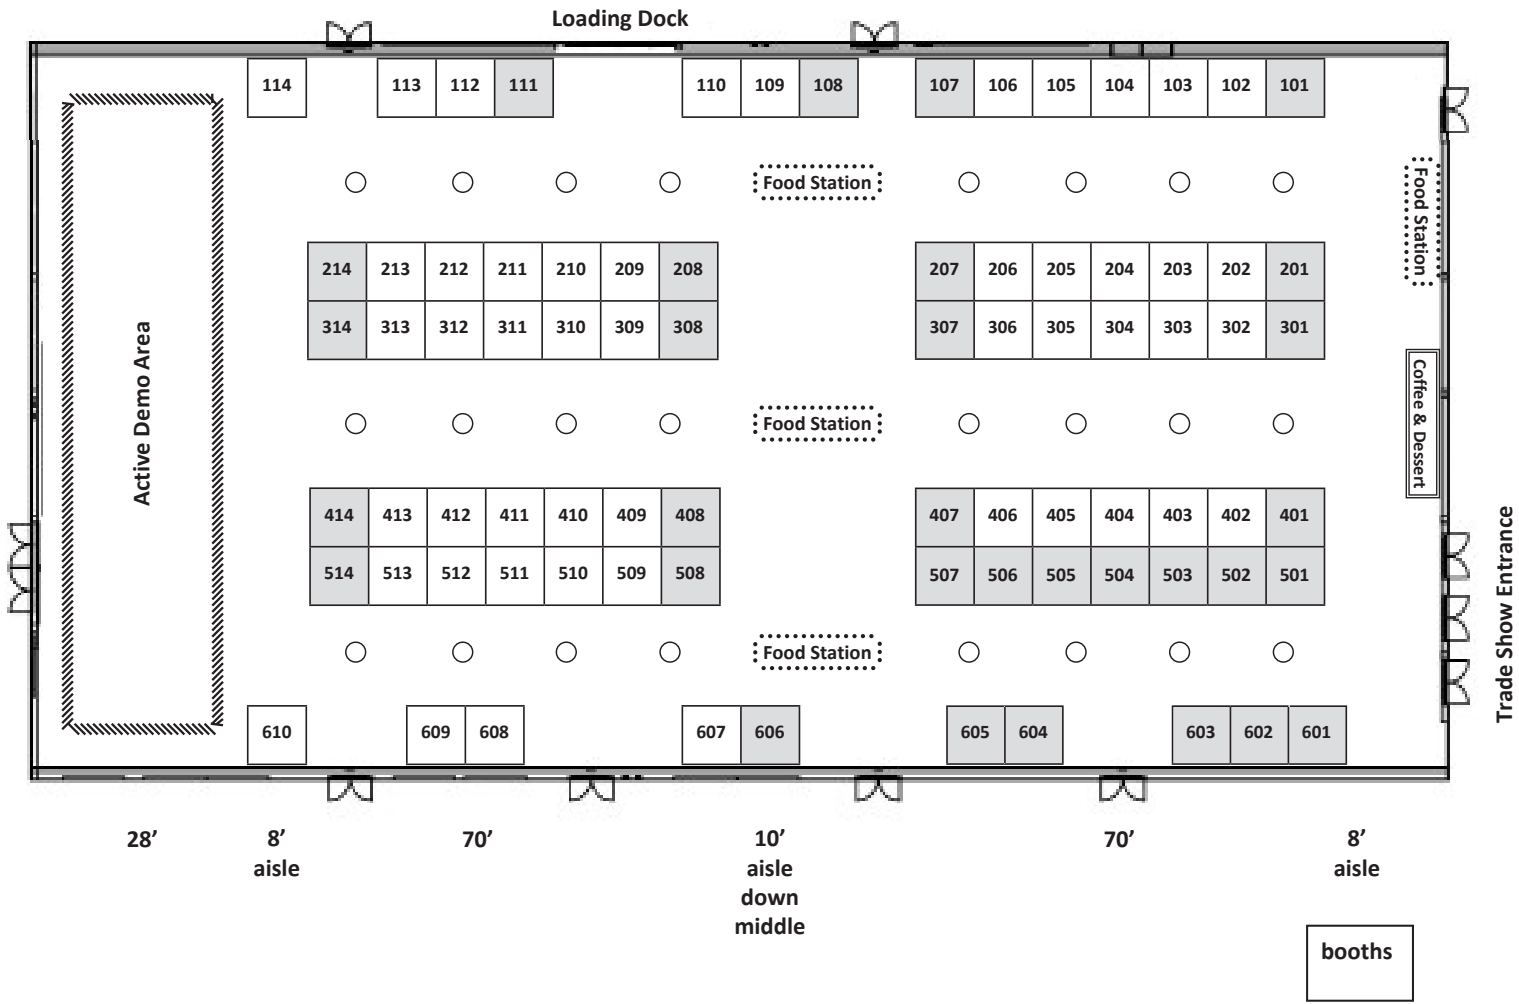 Loading Dock
114 113 112 111 110 109 108 107 106 105 104 103 102 101
Food Station
Food Station
214 213 212 211 210 209 208 207 206 205 204 203 202 201
314 313 312 311 310 309 308 307 306 305 304 303 302 301
Active Demo Area
Food Station
Coffee & Dessert
414 413 412 411 410 409 408 407 406 405 404 403 402 401
514 513 512 511 510 509 508 507 506 505 504 503 502 501
Trade Show Entrance
Food Station
610 609 608 607 606 605 604 603 602 601
28’ 8’ 70’ 10’ 70’ 8’
aisle aisle aisle
down
middle
booths